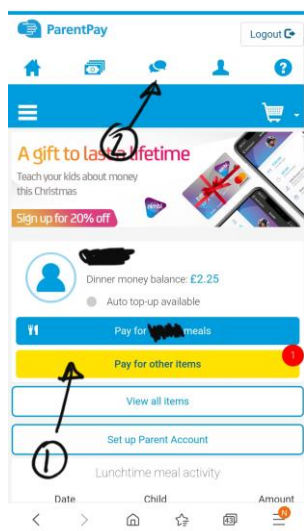 ParentPay
Logout
2
A gift to last a lifetime
Teach your kids about money
this Christmas
nimbl
Sign up for 20% off
Dinner money balance: £2.25
Auto top-up available
Pay for meals
Pay for other items
1
View all items
Set up Parent Account
1
Lunchtime meal activity
Date Child Amount
43
N